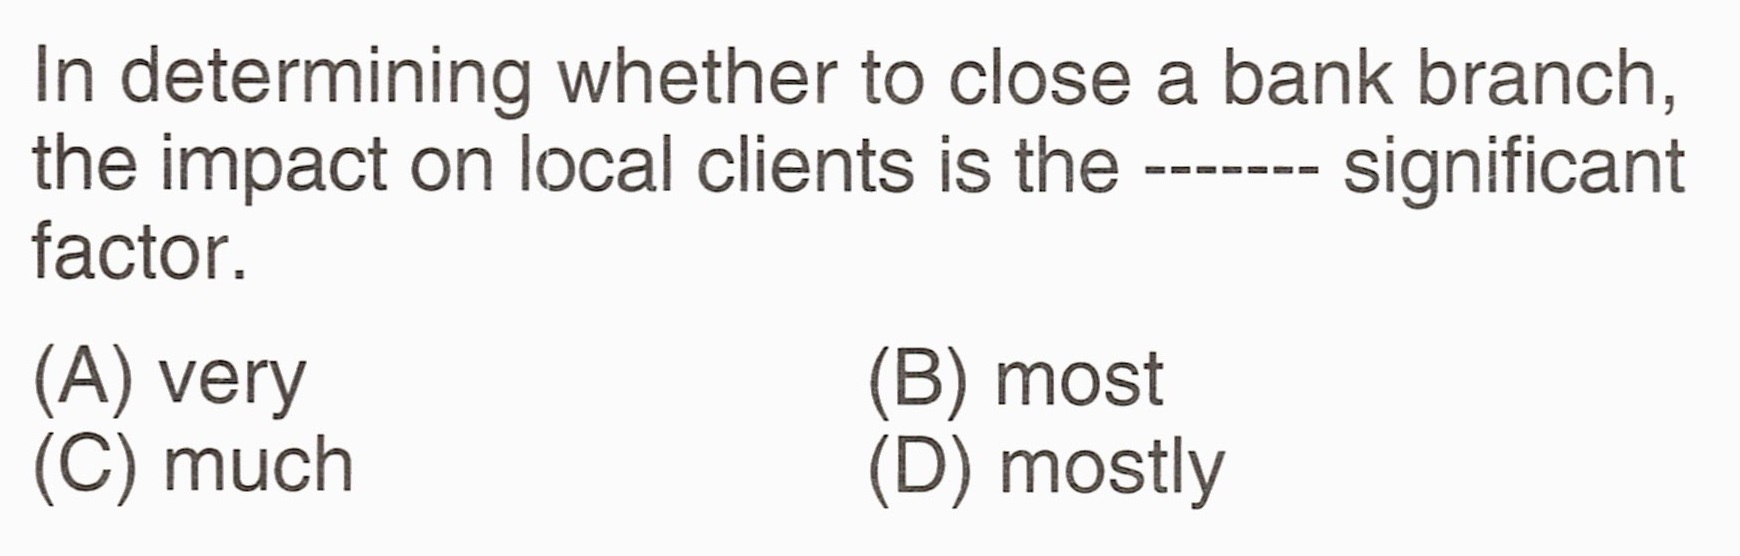 In determining whether to close a bank branch,
the impact on local clients is the ------- significant
factor.
(A) very (B) most
(C) much (D) mostly